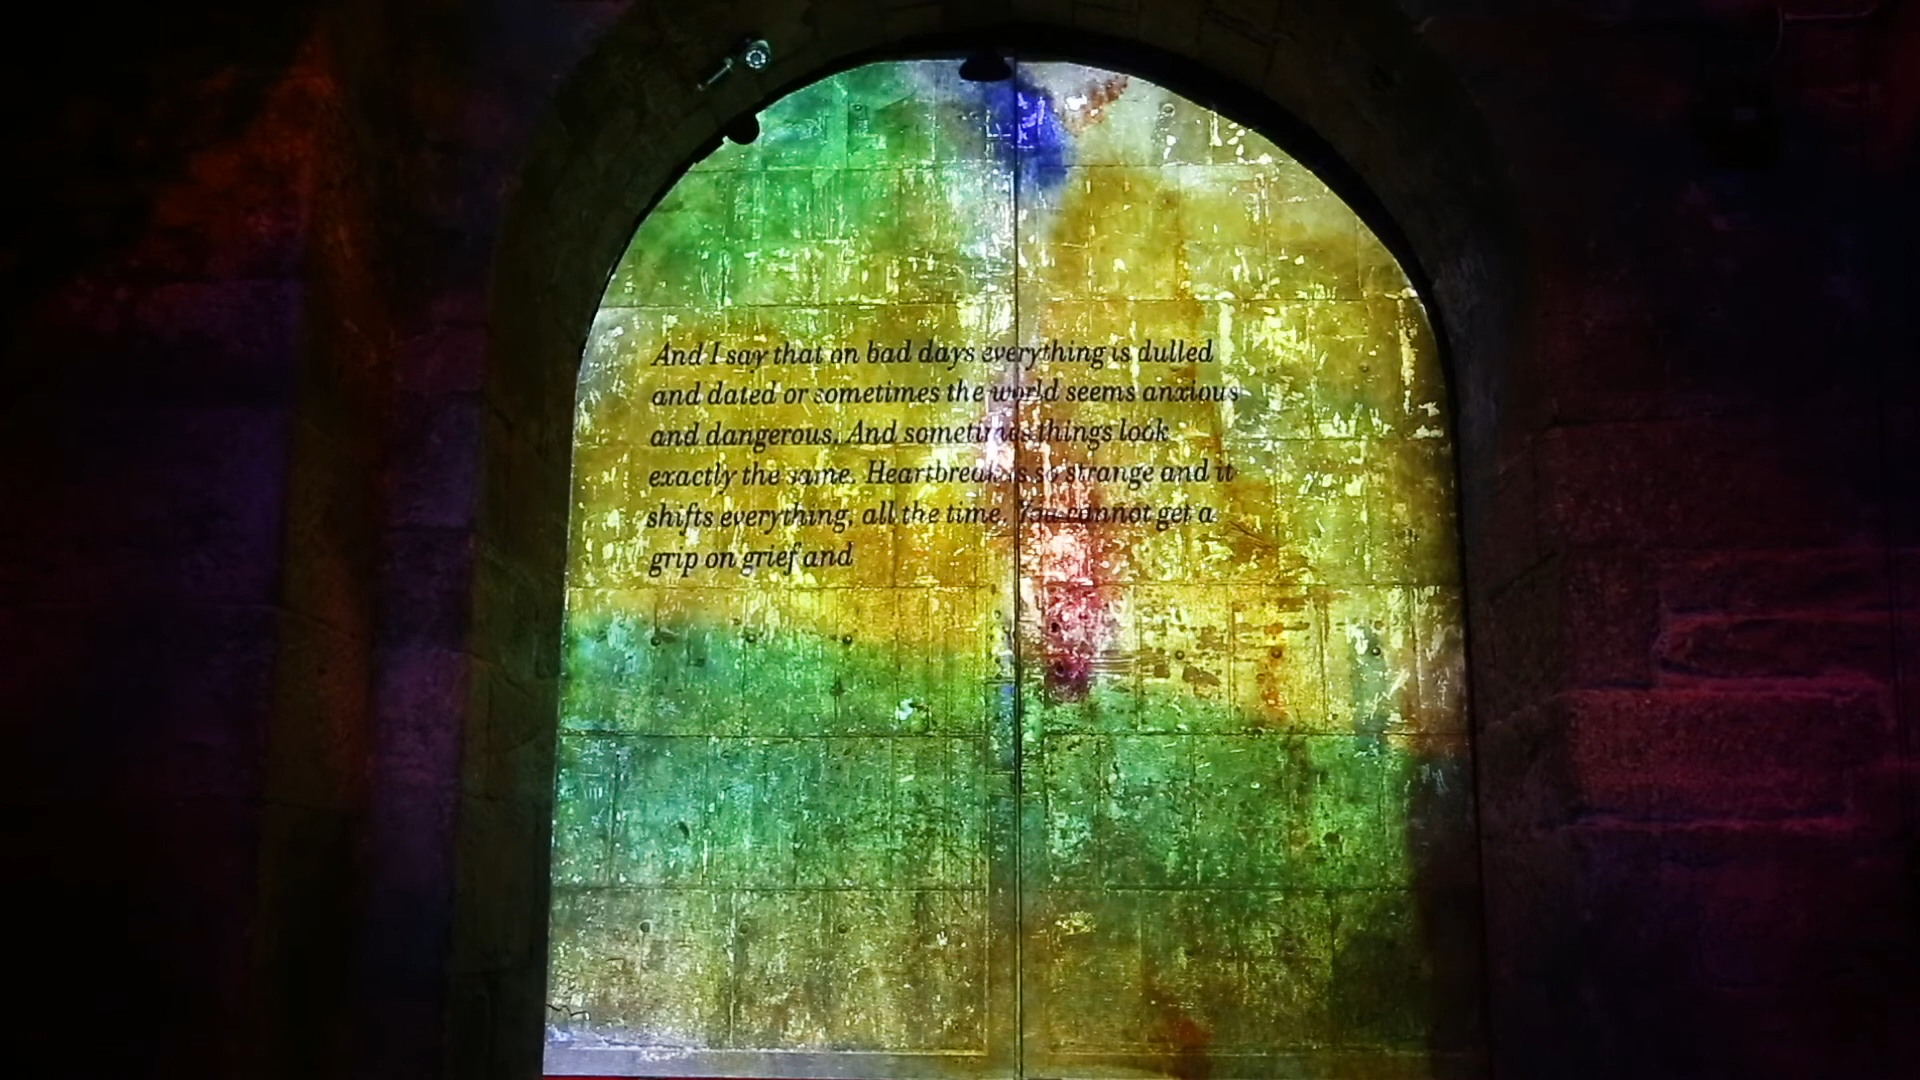 And I say that on bad days everything is dulled
and dated or sometimes the world seems anxious
and dangerous. And sometimes things look
exactly the same. Heartbreak is so strange and it
shifts everything, all the time. You cannot get a
grip on grief and